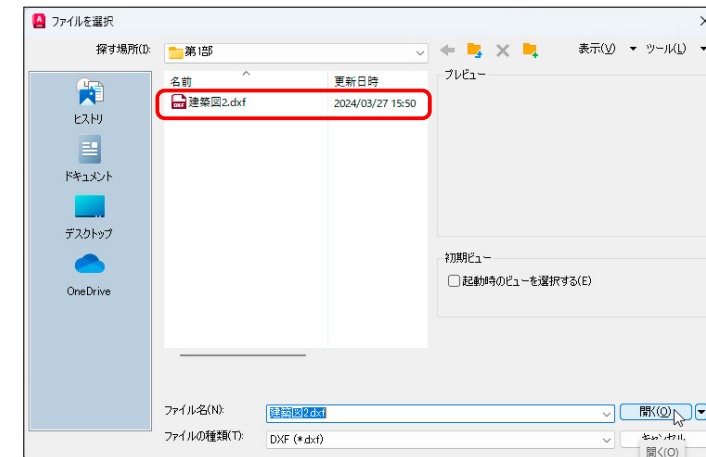 ファイルを選択
探す場所(I):
第1部
表示(V)
ツール(L)
名前
更新日時
プレビュー
建築図2.dxf
2024/03/27 15:50
ヒストリ
ドキュメント
デスクトップ
OneDrive
初期ビュー
起動時のビューを選択する(E)
ファイル名(N):
建築図2.dxf
開く(O)
ファイルの種類(T):
DXF (*.dxf)
キャンセル
開く(O)